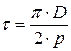 τ = π · D / 2 · p